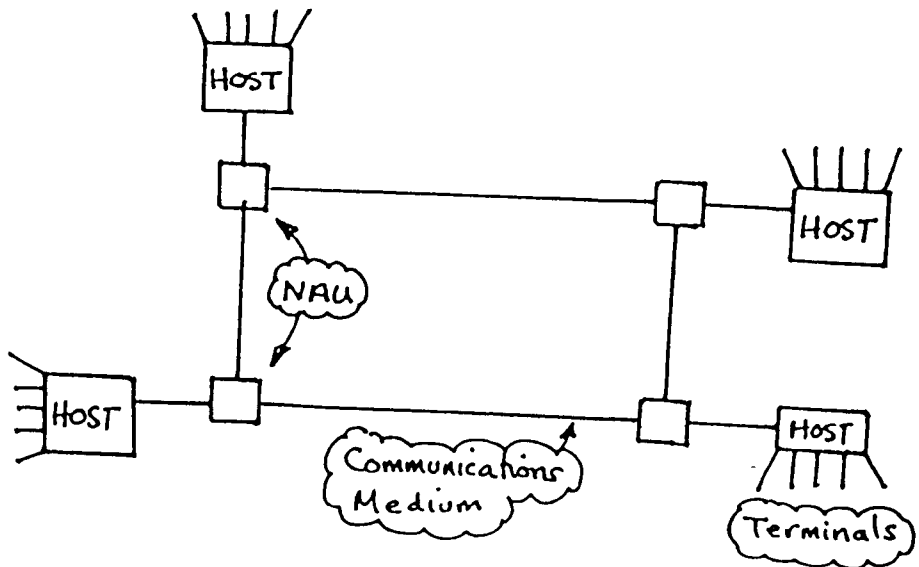 HOST
HOST
NAU
HOST
HOST
Communications
Medium
Terminals